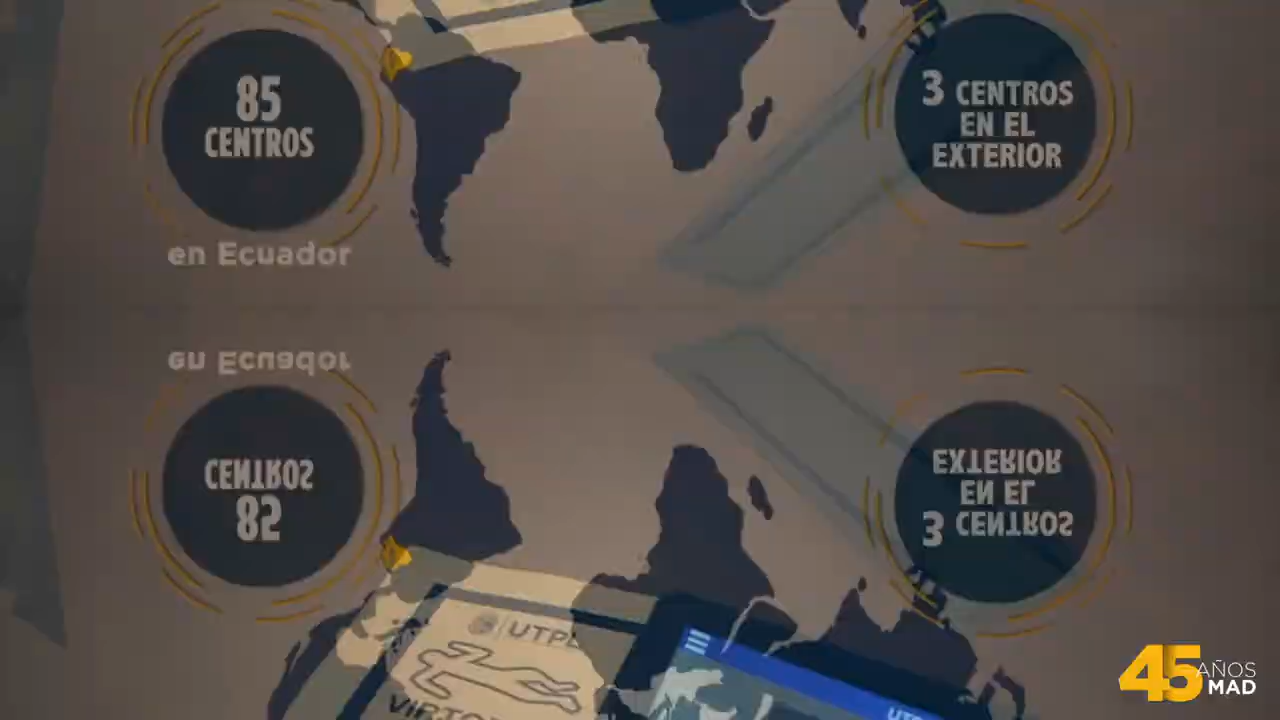 85
CENTROS
3 CENTROS
EN EL
EXTERIOR
en Ecuador
en Ecuador
CENTROS
85
EXTERIOR
EN EL
3 CENTROS
UTPL
45 AÑOS
MAD